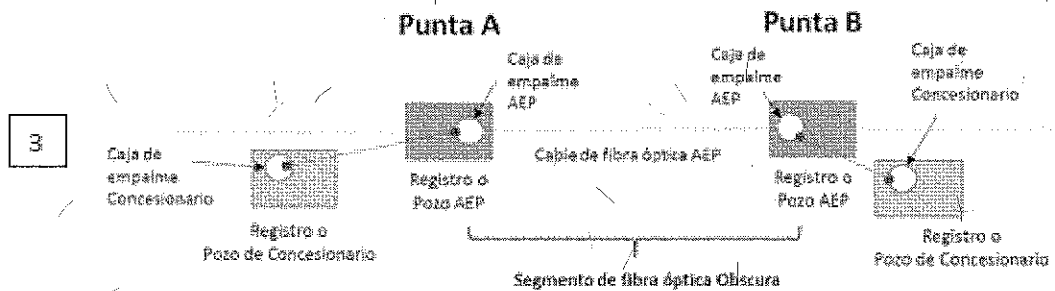 Punta A
Punta B
Caja de
empalme
AEP
Caja de
empalme
AEP
Caja de
empalme
Concesionario
3
Caja de
empalme
Concesionario
Cable de fibra óptica AEP
Registro o
Pozo AEP
Registro o
Pozo AEP
Registro o
Pozo de Concesionario
Registro o
Pozo de Concesionario
Segmento de fibra óptica Obscura